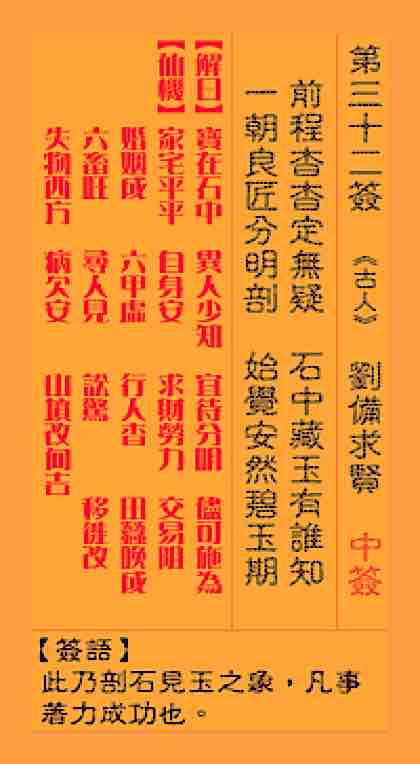 第三十二簽 《古人》 劉備求賢 中簽
前程杳杳定無疑 石中藏玉有誰知
一朝良匠分明剖 始覺安然碧玉期
【解曰】寶在石中 異人少知 宜待分明 儘可施為
【仙機】家宅平平 自身安 求財勞力 交易阻
婚姻成 六甲虛 行人杳 田蠶晚成
六畜旺 尋人見 訟驚 移徙改
失物西方 病欠安 山墳改向吉
【簽語】
此乃剖石見玉之象，凡事
著力成功也。